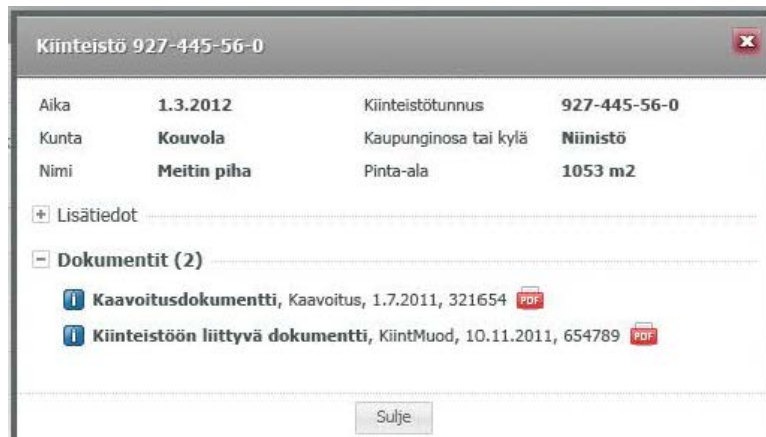 Kiinteistö 927-445-56-0
Aika 1.3.2012 Kiinteistötunnus 927-445-56-0
Kunta Kouvola Kaupunginosa tai kylä Niinistö
Nimi Meitin piha Pinta-ala 1053 m2
Lisätiedot
Dokumentit (2)
Kaavoitusdokumentti, Kaavoitus, 1.7.2011, 321654 PDF
Kiinteistöön liittyvä dokumentti, KiintMuod, 10.11.2011, 654789 PDF
Sulje